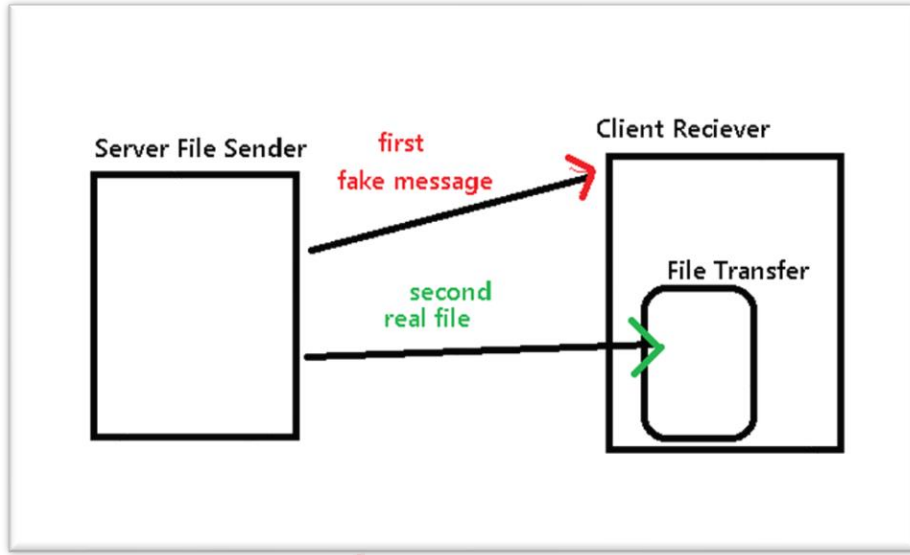 Server File Sender
first
fake message
Client Reciever
File Transfer
second
real file